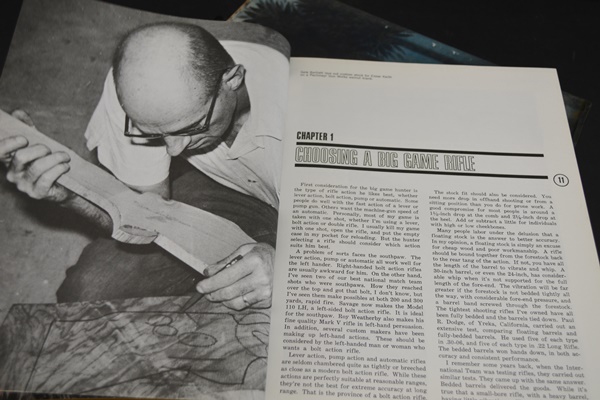 CHAPTER 1
CHOOSING A BIG GAME RIFLE
11
First consideration for the big game hunter is
the type of rifle action he likes best, whether
lever action, bolt action, pump or automatic. Some
people do well with the fast action of a lever or
pump gun. Others want the machine-gun speed of
an automatic. Personally, most of my game is
taken with one shot, whether I'm using a lever,
bolt action or double rifle. I usually kill my game
with one shot, open the rifle, and put the empty
case in my pocket for reloading. But the hunter
selecting a rifle should consider which action
suits him best.
A problem of sorts faces the southpaw. The
lever action, pump or automatic all work well for
the left hander. Right-handed bolt action rifles
are usually awkward for him. On the other hand,
I've seen two of our best national match team
shots who were southpaws. How they reached
over the top and got that bolt, I don't know, but
I've seen them make possibles at both 200 and 300
yards, rapid fire. Savage now makes the Model
110 LH, a left-sided bolt action rifle. It is ideal
for the southpaw. Roy Weatherby also makes his
fine quality Mark V rifle in left-hand persuasion.
In addition, several custom makers have been
making up left-hand actions. These should be
considered by the left-handed man or woman who
wants a bolt action rifle.
Lever action, pump action and automatic rifles
are seldom chambered quite as tightly or breeched
as close as a modern bolt action rifle. While these
actions are perfectly suitable at reasonable ranges,
they're not the best for extreme accuracy at long
range. That is the province of a bolt action rifle.
The stock fit should also be considered. You
need more drop in offhand shooting or from a
sitting position than you do for prone work. A
good compromise for most people is around a
1½-inch drop at the comb and 2½-inch drop at
the heel. Add or subtract a little for individuals
with high or low cheekbones.
Many people labor under the delusion that a
floating stock is the answer to better accuracy.
In my opinion, a floating stock is simply an excuse
for cheap wood and poor workmanship. A rifle
should be bound together from the forestock back
to the rear tang of the action. If not, you have all
the length of the barrel to vibrate and whip. A
30-inch barrel, or even the 24-inch, has considerable
whip when it's not supported for the full
length of the fore-end. The vibration will be far
greater if the forestock is not bedded tightly all
the way, with considerable fore-end pressure, and
a barrel band screwed through the forestock.
The tightest shooting rifles I've owned have all
been fully bedded and the barrels tied down. Paul
R. Dodge, of Yreka, California, carried out an
extensive test, comparing floating barrels and
fully-bedded barrels. He used five of each type
in 30-06, and five of each type in .22 Long Rifle.
The bedded barrels won hands down, in both accuracy
and consistent performance.
I remember some years back, when the International
Team was testing rifles, they carried out
similar tests. They came up with the same answer.
Bedded barrels delivered the goods. While it's
true that a small-bore rifle, with a heavy barrel,